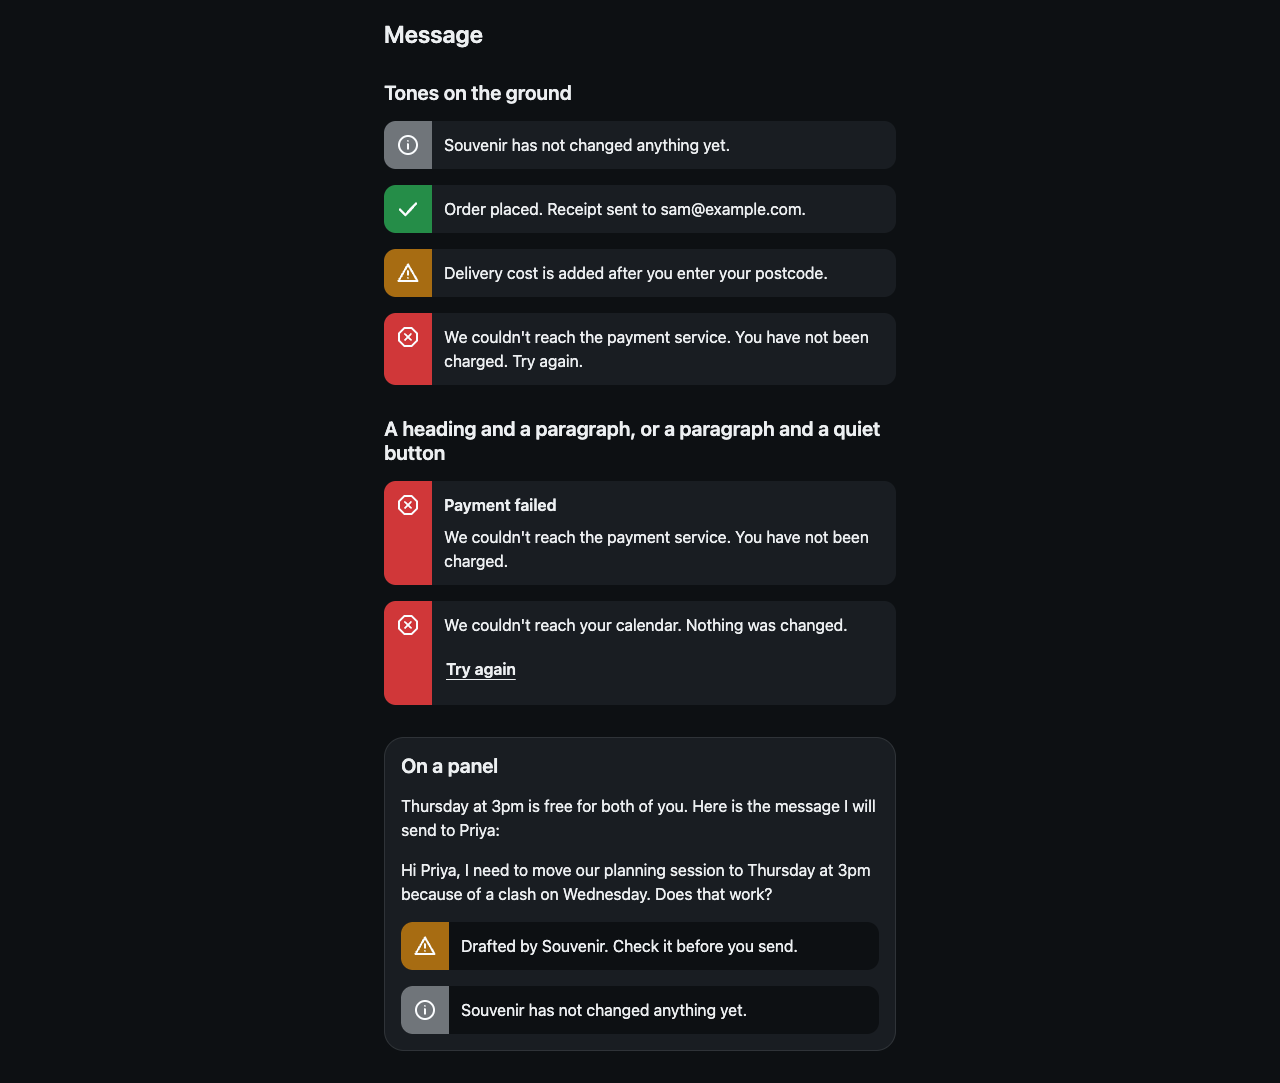 Message
Tones on the ground
Souvenir has not changed anything yet.
Order placed. Receipt sent to sam@example.com.
Delivery cost is added after you enter your postcode.
We couldn't reach the payment service. You have not been
charged. Try again.
A heading and a paragraph, or a paragraph and a quiet
button
Payment failed
We couldn't reach the payment service. You have not been
charged.
We couldn't reach your calendar. Nothing was changed.
Try again
On a panel
Thursday at 3pm is free for both of you. Here is the message I will
send to Priya:
Hi Priya, I need to move our planning session to Thursday at 3pm
because of a clash on Wednesday. Does that work?
Drafted by Souvenir. Check it before you send.
Souvenir has not changed anything yet.